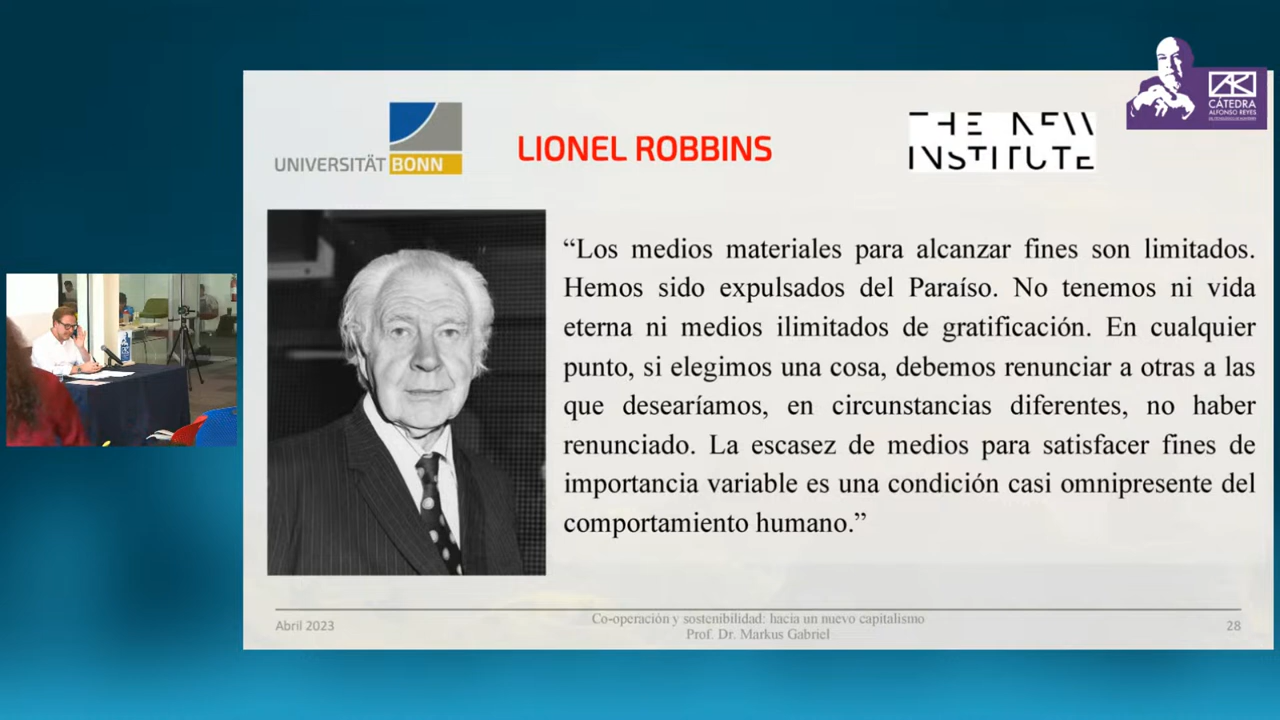 CÁTEDRA
ALFONSO REYES
UNIVERSITÄT BONN
LIONEL ROBBINS
THE NEW
INSTITUTE
“Los medios materiales para alcanzar fines son limitados.
Hemos sido expulsados del Paraíso. No tenemos ni vida
eterna ni medios ilimitados de gratificación. En cualquier
punto, si elegimos una cosa, debemos renunciar a otras a las
que desearíamos, en circunstancias diferentes, no haber
renunciado. La escasez de medios para satisfacer fines de
importancia variable es una condición casi omnipresente del
comportamiento humano.”
Abril 2023
Co-operación y sostenibilidad: hacia un nuevo capitalismo
Prof. Dr. Markus Gabriel
28